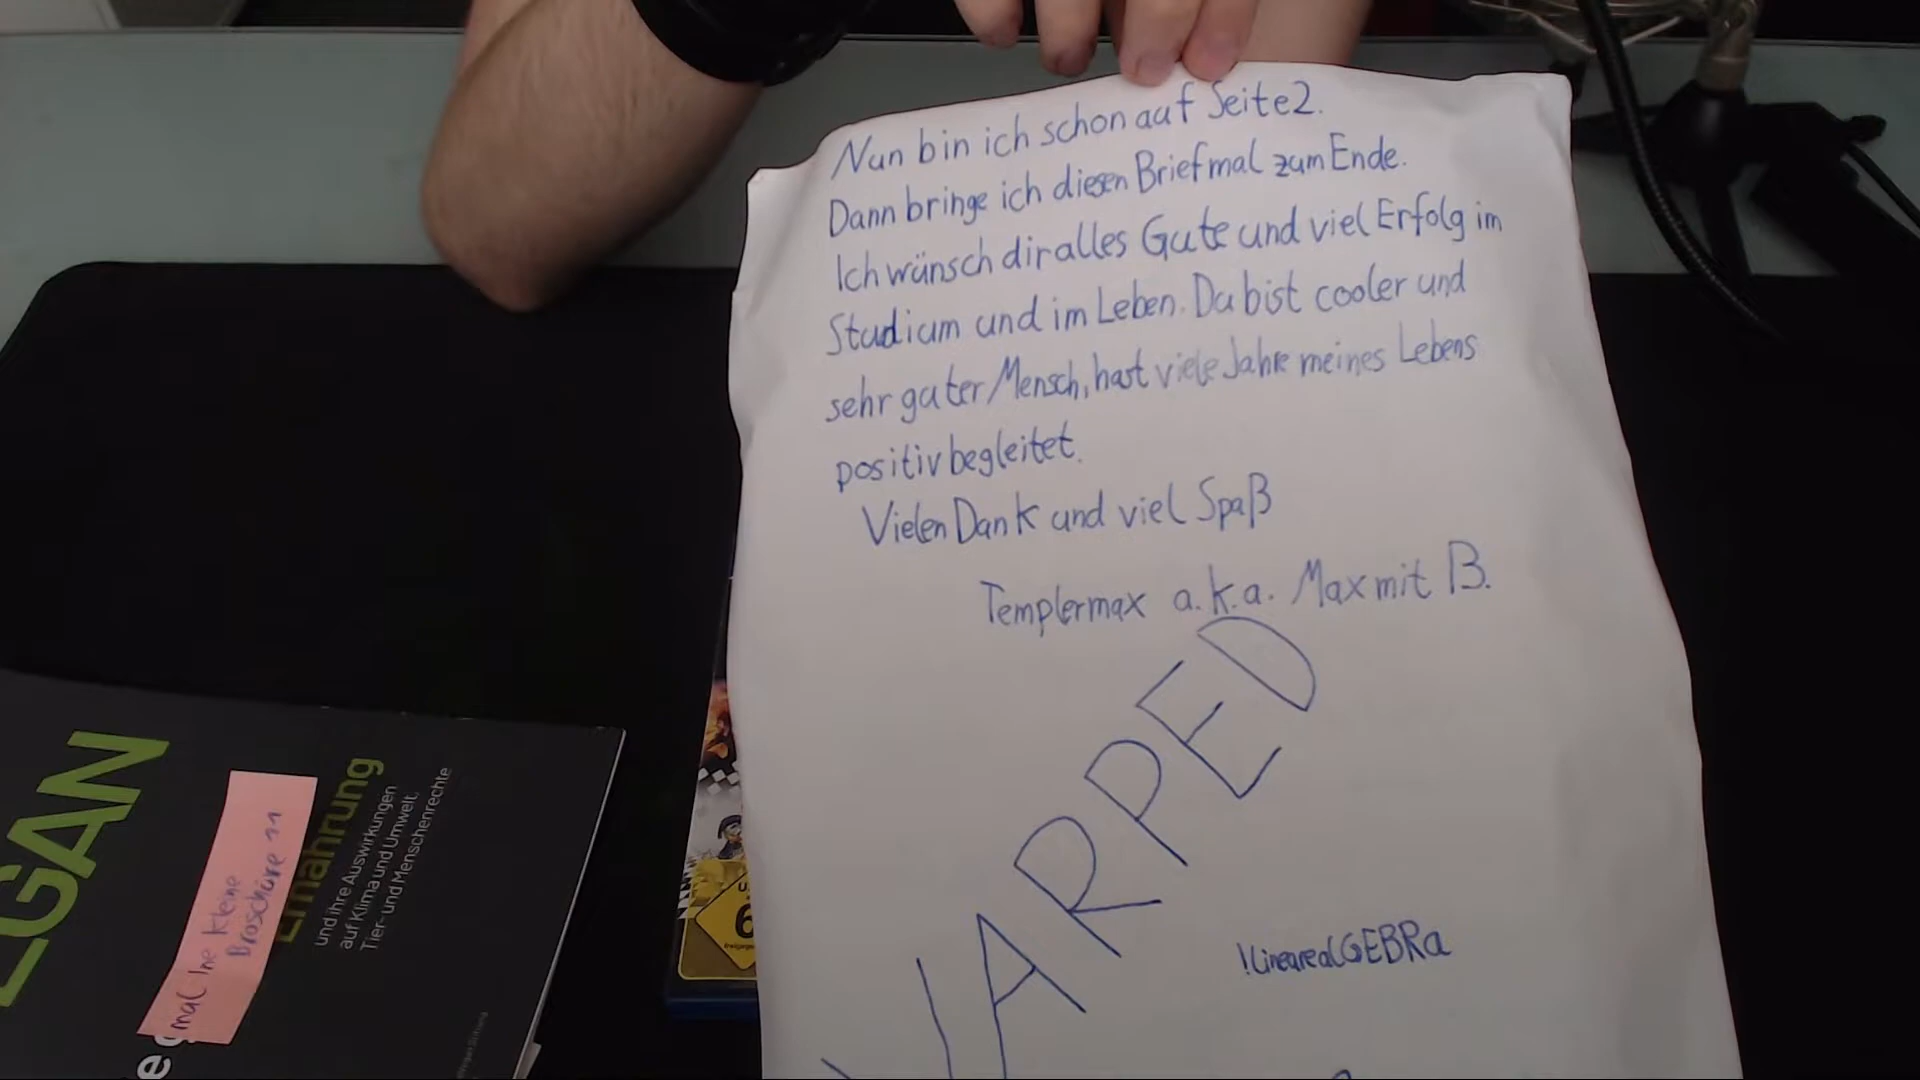 Nun bin ich schon auf Seite 2.
Dann bringe ich diesen Brief mal zum Ende.
Ich wünsch dir alles Gute und viel Erfolg im
Studium und im Leben. Du bist cooler und
sehr guter Mensch, hast viele Jahre meines Lebens
positiv begleitet.
Vielen Dank und viel Spaß
Templermax a.k.a. Max mit ß.
WARPED
!linearealGEBRa
EGAN
mal 'ne kleine
Broschüre ^^
Ernährung
und ihre Auswirkungen
auf Klima und Umwelt,
Tier- und Menschenrechte
6